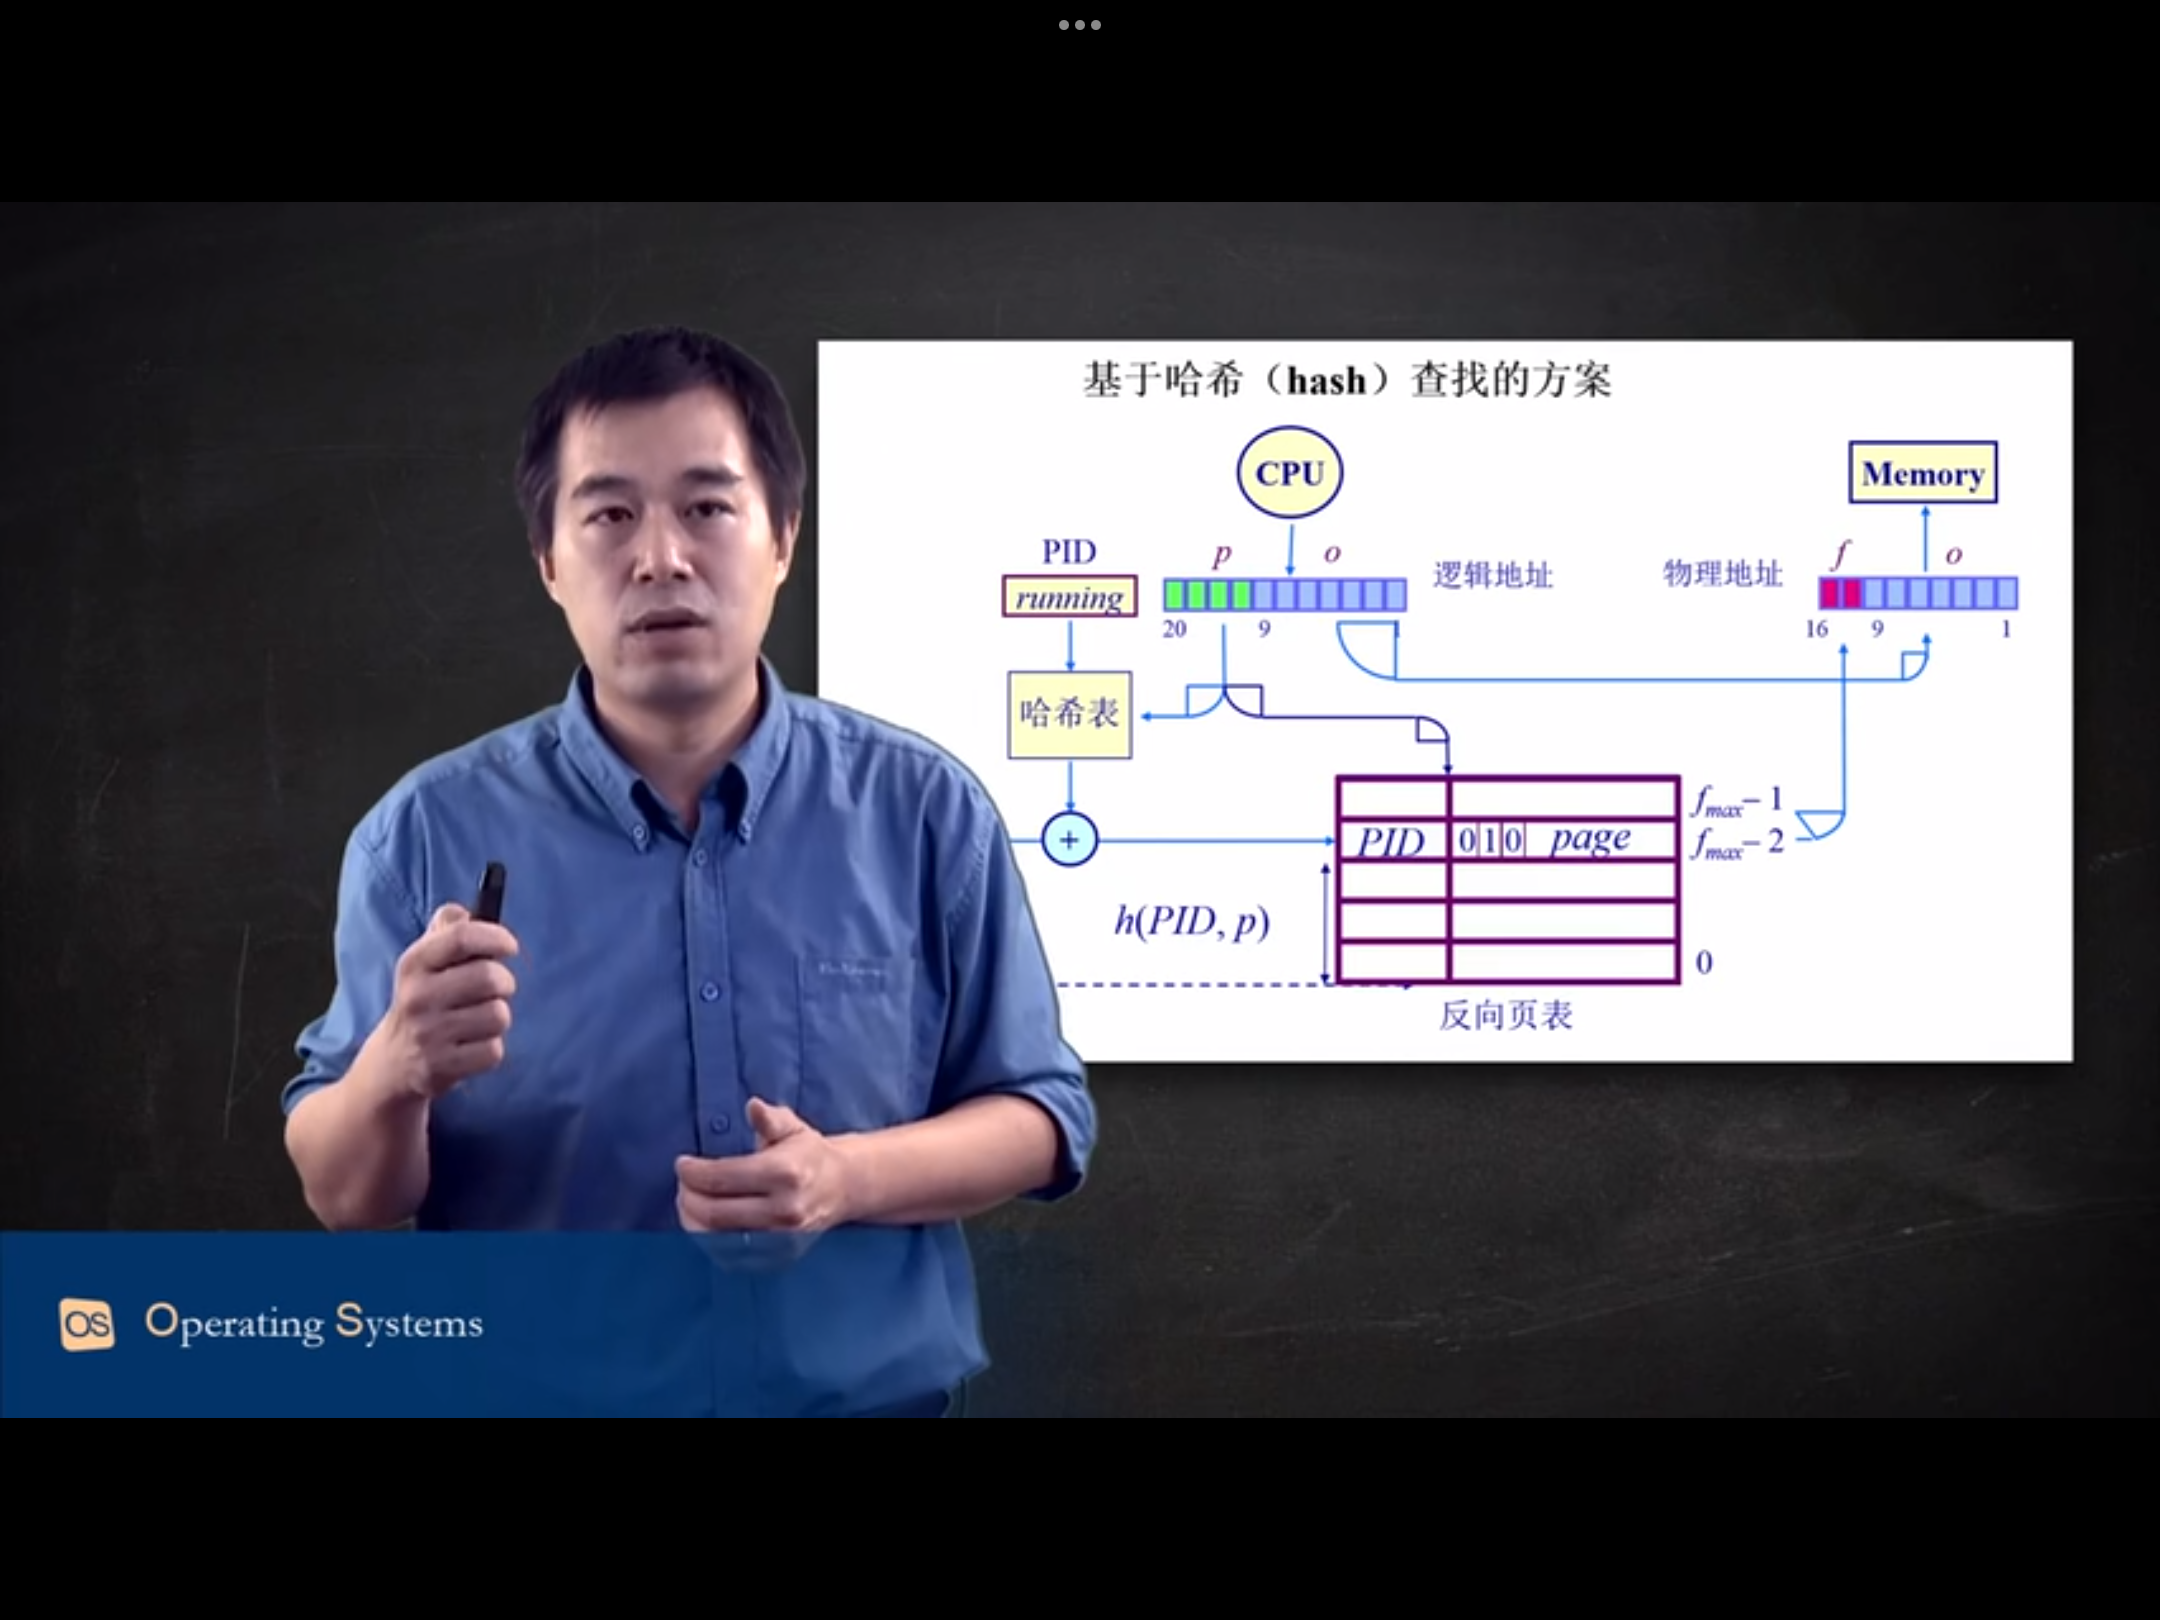 基于哈希（hash）查找的方案
CPU
Memory
PID
p
o
逻辑地址
物理地址
f
o
running
20
9
1
16
9
1
哈希表
+
f max– 1
PID 0 1 0 page
f max– 2
h(PID, p)
0
反向页表
OS Operating Systems